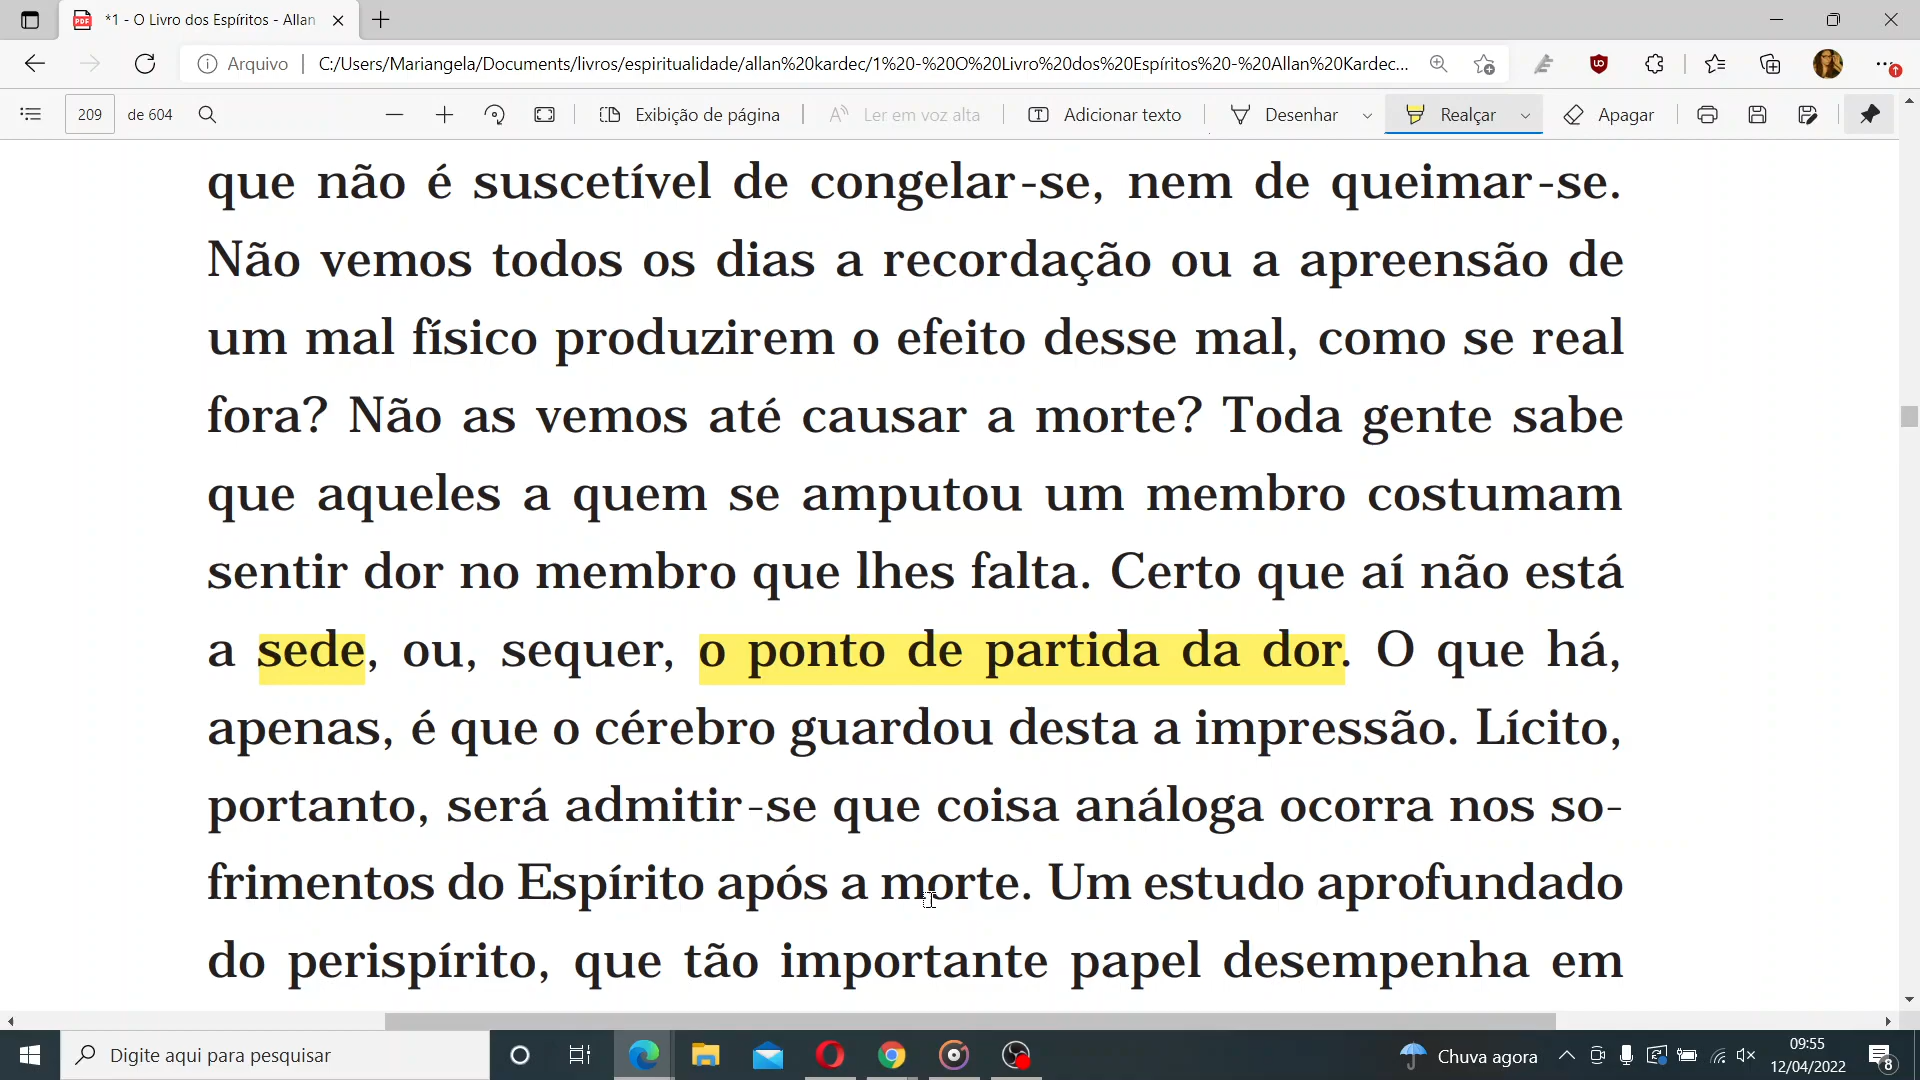 *1 - O Livro dos Espíritos - Allan
Arquivo
C:/Users/Mariangela/Documents/livros/espiritualidade/allan%20kardec/1%20-%20O%20Livro%20dos%20Espíritos%20-%20Allan%20Kardec...
209 de 604
Exibição de página
Ler em voz alta
Adicionar texto
Desenhar
Realçar
Apagar
que não é suscetível de congelar-se, nem de queimar-se.
Não vemos todos os dias a recordação ou a apreensão de
um mal físico produzirem o efeito desse mal, como se real
fora? Não as vemos até causar a morte? Toda gente sabe
que aqueles a quem se amputou um membro costumam
sentir dor no membro que lhes falta. Certo que aí não está
a sede, ou, sequer, o ponto de partida da dor. O que há,
apenas, é que o cérebro guardou desta a impressão. Lícito,
portanto, será admitir-se que coisa análoga ocorra nos so-
frimentos do Espírito após a morte. Um estudo aprofundado
do perispírito, que tão importante papel desempenha em
Digite aqui para pesquisar
Chuva agora
09:55
12/04/2022
8